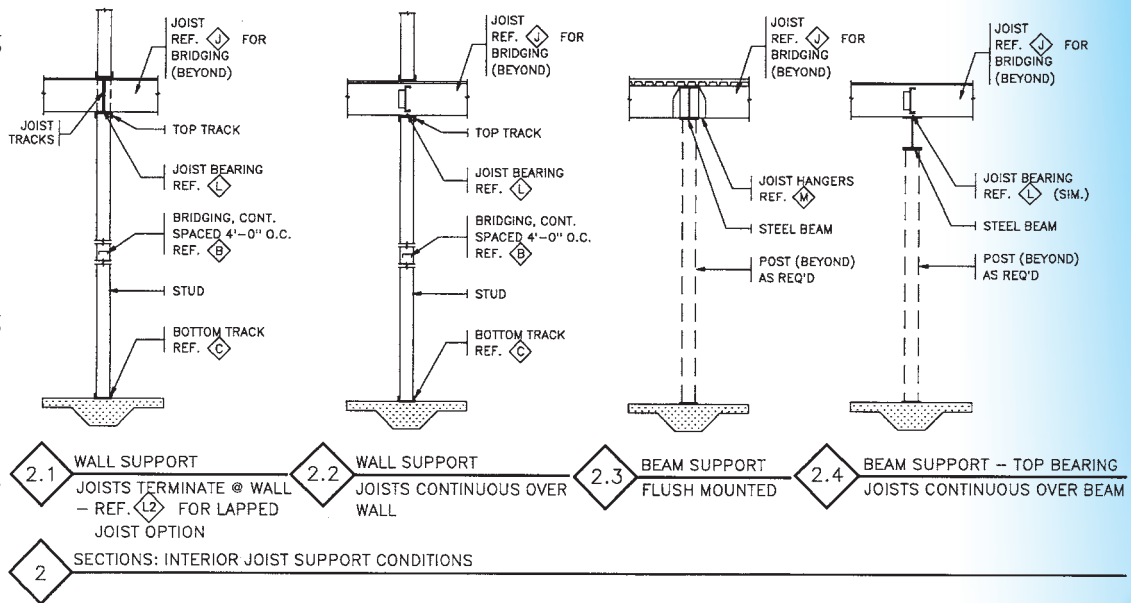 JOIST
REF. J FOR
BRIDGING
(BEYOND)
JOIST
TRACKS
TOP TRACK
JOIST BEARING
REF. L
BRIDGING, CONT.
SPACED 4'-0" O.C.
REF. B
STUD
BOTTOM TRACK
REF. C
JOIST
REF. J FOR
BRIDGING
(BEYOND)
TOP TRACK
JOIST BEARING
REF. L
BRIDGING, CONT.
SPACED 4'-0" O.C.
REF. B
STUD
BOTTOM TRACK
REF. C
JOIST
REF. J FOR
BRIDGING
(BEYOND)
JOIST HANGERS
REF. M
STEEL BEAM
POST (BEYOND)
AS REQ'D
JOIST
REF. J FOR
BRIDGING
(BEYOND)
JOIST BEARING
REF. L (SIM.)
STEEL BEAM
POST (BEYOND)
AS REQ'D
2.1 WALL SUPPORT
JOISTS TERMINATE @ WALL
– REF. L2 FOR LAPPED
JOIST OPTION
2.2 WALL SUPPORT
JOISTS CONTINUOUS OVER
WALL
2.3 BEAM SUPPORT
FLUSH MOUNTED
2.4 BEAM SUPPORT – TOP BEARING
JOISTS CONTINUOUS OVER BEAM
2 SECTIONS: INTERIOR JOIST SUPPORT CONDITIONS